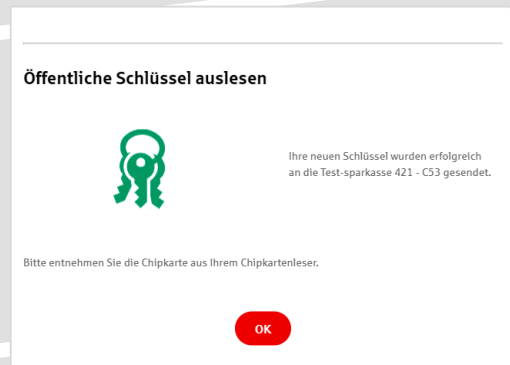 Öffentliche Schlüssel auslesen
Ihre neuen Schlüssel wurden erfolgreich
an die Test-sparkasse 421 - C53 gesendet.
Bitte entnehmen Sie die Chipkarte aus Ihrem Chipkartenleser.
OK